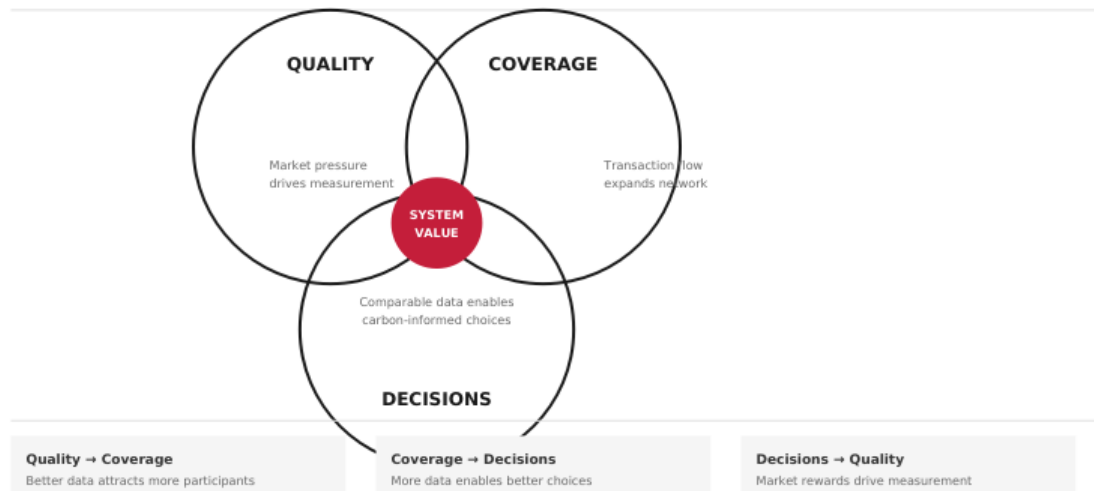 QUALITY
COVERAGE
Market pressure
drives measurement
Transaction flow
expands network
SYSTEM
VALUE
Comparable data enables
carbon-informed choices
DECISIONS
Quality → Coverage
Better data attracts more participants
Coverage → Decisions
More data enables better choices
Decisions → Quality
Market rewards drive measurement